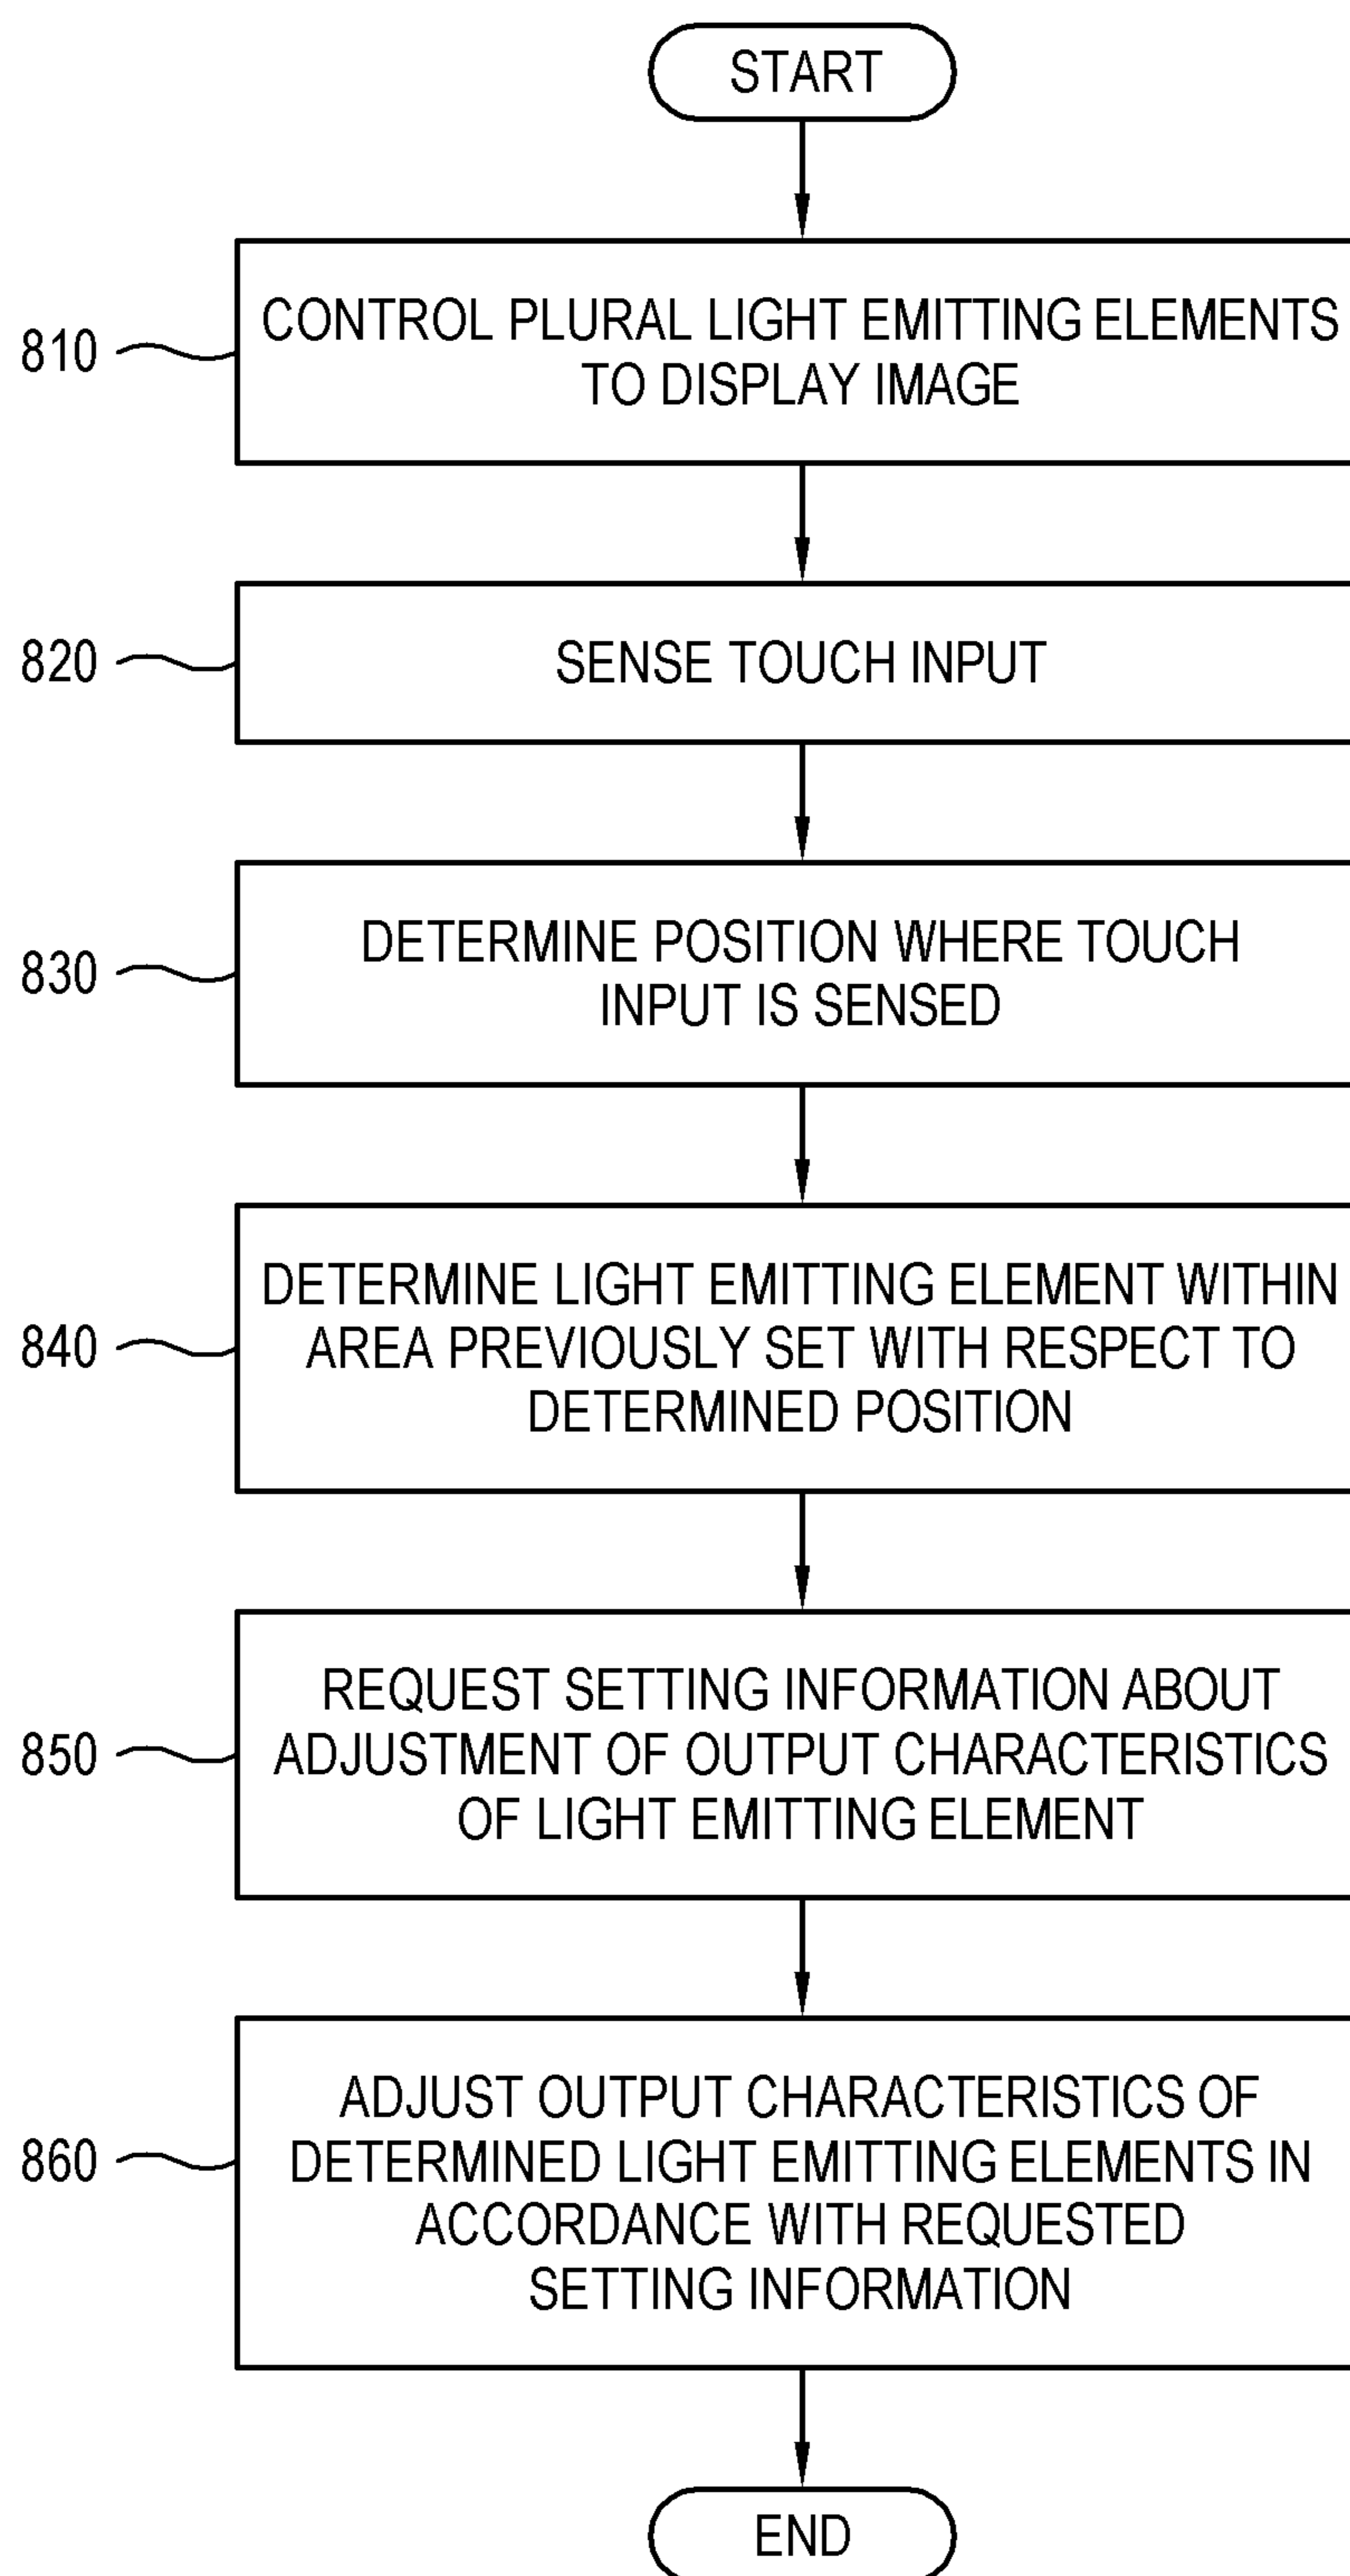 START
CONTROL PLURAL LIGHT EMITTING ELEMENTS
TO DISPLAY IMAGE
810
SENSE TOUCH INPUT
820
DETERMINE POSITION WHERE TOUCH
INPUT IS SENSED
830
DETERMINE LIGHT EMITTING ELEMENT WITHIN
AREA PREVIOUSLY SET WITH RESPECT TO
DETERMINED POSITION
840
REQUEST SETTING INFORMATION ABOUT
ADJUSTMENT OF OUTPUT CHARACTERISTICS
OF LIGHT EMITTING ELEMENT
850
ADJUST OUTPUT CHARACTERISTICS OF
DETERMINED LIGHT EMITTING ELEMENTS IN
ACCORDANCE WITH REQUESTED
SETTING INFORMATION
860
END